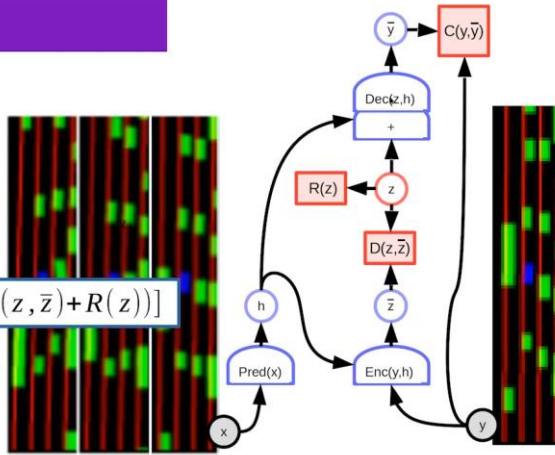 ȳ
C(y,ȳ)
Dec(z,h)
+
R(z)
z
D(z,z̄)
(z,z̄)+R(z))]
h
z̄
Pred(x)
Enc(y,h)
x
y